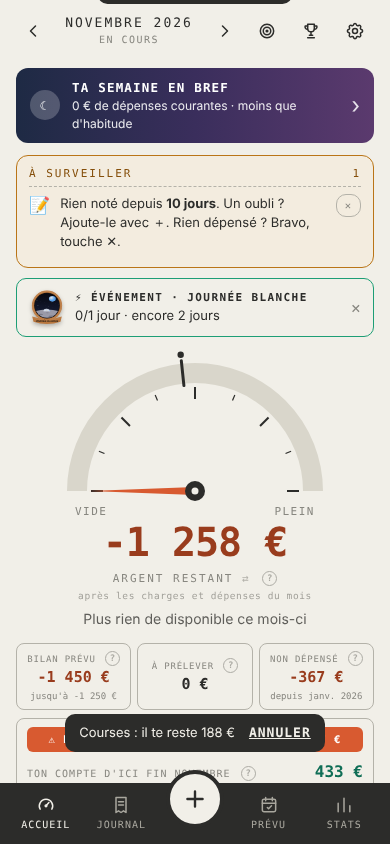 NOVEMBRE 2026
EN COURS
TA SEMAINE EN BREF
0 € de dépenses courantes · moins que
d'habitude
À SURVEILLER 1
Rien noté depuis 10 jours. Un oubli ?
Ajoute-le avec +. Rien dépensé ? Bravo,
touche ✕.
⚡ ÉVÉNEMENT · JOURNÉE BLANCHE
0/1 jour · encore 2 jours
VIDE PLEIN
-1 258 €
ARGENT RESTANT ⇄ ?
après les charges et dépenses du mois
Plus rien de disponible ce mois-ci
BILAN PRÉVU ?
-1 450 €
jusqu'à -1 250 €
À PRÉLEVER ?
0 €
NON DÉPENSÉ ?
-367 €
depuis janv. 2026
Courses : il te reste 188 € ANNULER
€
TON COMPTE D'ICI FIN NOVEMBRE ? 433 €
ACCUEIL JOURNAL + PRÉVU STATS